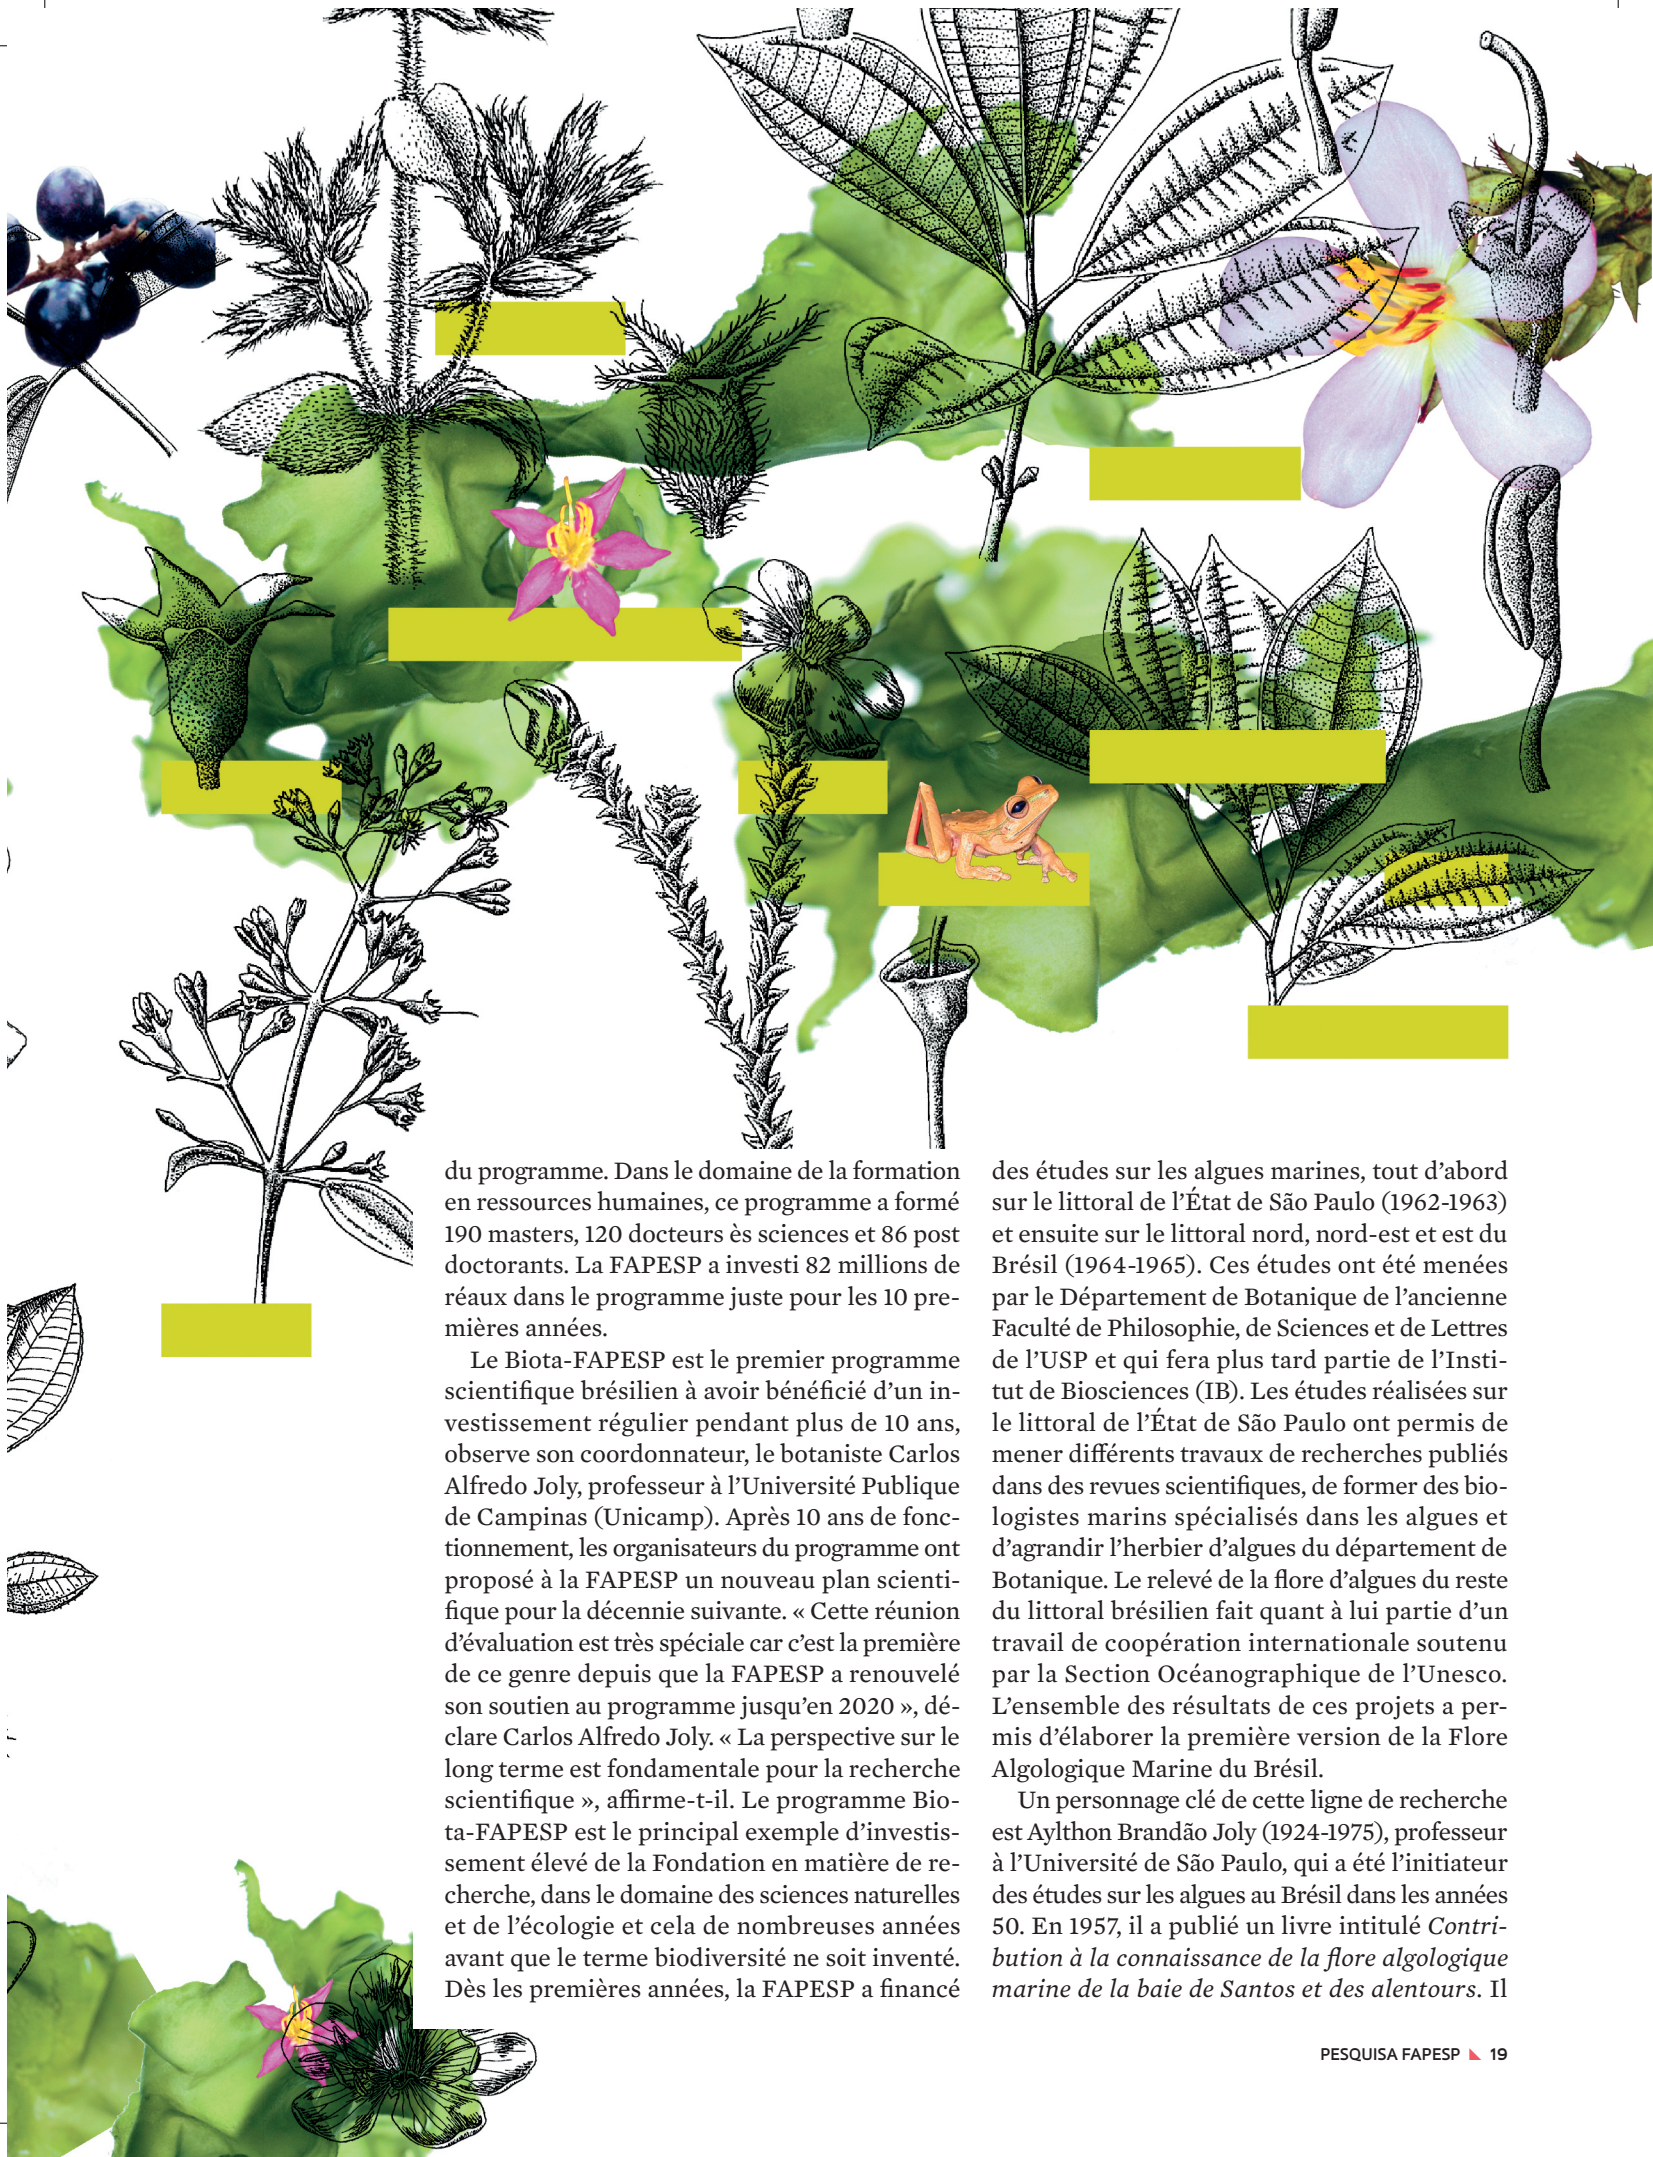 du programme. Dans le domaine de la formation
en ressources humaines, ce programme a formé
190 masters, 120 docteurs ès sciences et 86 post
doctorants. La FAPESP a investi 82 millions de
réaux dans le programme juste pour les 10 pre-
mières années.
Le Biota-FAPESP est le premier programme
scientifique brésilien à avoir bénéficié d’un in-
vestissement régulier pendant plus de 10 ans,
observe son coordonnateur, le botaniste Carlos
Alfredo Joly, professeur à l’Université Publique
de Campinas (Unicamp). Après 10 ans de fonc-
tionnement, les organisateurs du programme ont
proposé à la FAPESP un nouveau plan scienti-
fique pour la décennie suivante. « Cette réunion
d’évaluation est très spéciale car c’est la première
de ce genre depuis que la FAPESP a renouvelé
son soutien au programme jusqu’en 2020 », dé-
clare Carlos Alfredo Joly. « La perspective sur le
long terme est fondamentale pour la recherche
scientifique », affirme-t-il. Le programme Bio-
ta-FAPESP est le principal exemple d’investis-
sement élevé de la Fondation en matière de re-
cherche, dans le domaine des sciences naturelles
et de l’écologie et cela de nombreuses années
avant que le terme biodiversité ne soit inventé.
Dès les premières années, la FAPESP a financé
des études sur les algues marines, tout d’abord
sur le littoral de l’État de São Paulo (1962-1963)
et ensuite sur le littoral nord, nord-est et est du
Brésil (1964-1965). Ces études ont été menées
par le Département de Botanique de l’ancienne
Faculté de Philosophie, de Sciences et de Lettres
de l’USP et qui fera plus tard partie de l’Insti-
tut de Biosciences (IB). Les études réalisées sur
le littoral de l’État de São Paulo ont permis de
mener différents travaux de recherches publiés
dans des revues scientifiques, de former des bio-
logistes marins spécialisés dans les algues et
d’agrandir l’herbier d’algues du département de
Botanique. Le relevé de la flore d’algues du reste
du littoral brésilien fait quant à lui partie d’un
travail de coopération internationale soutenu
par la Section Océanographique de l’Unesco.
L’ensemble des résultats de ces projets a per-
mis d’élaborer la première version de la Flore
Algologique Marine du Brésil.
Un personnage clé de cette ligne de recherche
est Aylthon Brandão Joly (1924-1975), professeur
à l’Université de São Paulo, qui a été l’initiateur
des études sur les algues au Brésil dans les années
50. En 1957, il a publié un livre intitulé Contri-
bution à la connaissance de la flore algologique
marine de la baie de Santos et des alentours. Il
PESQUISA FAPESP 19